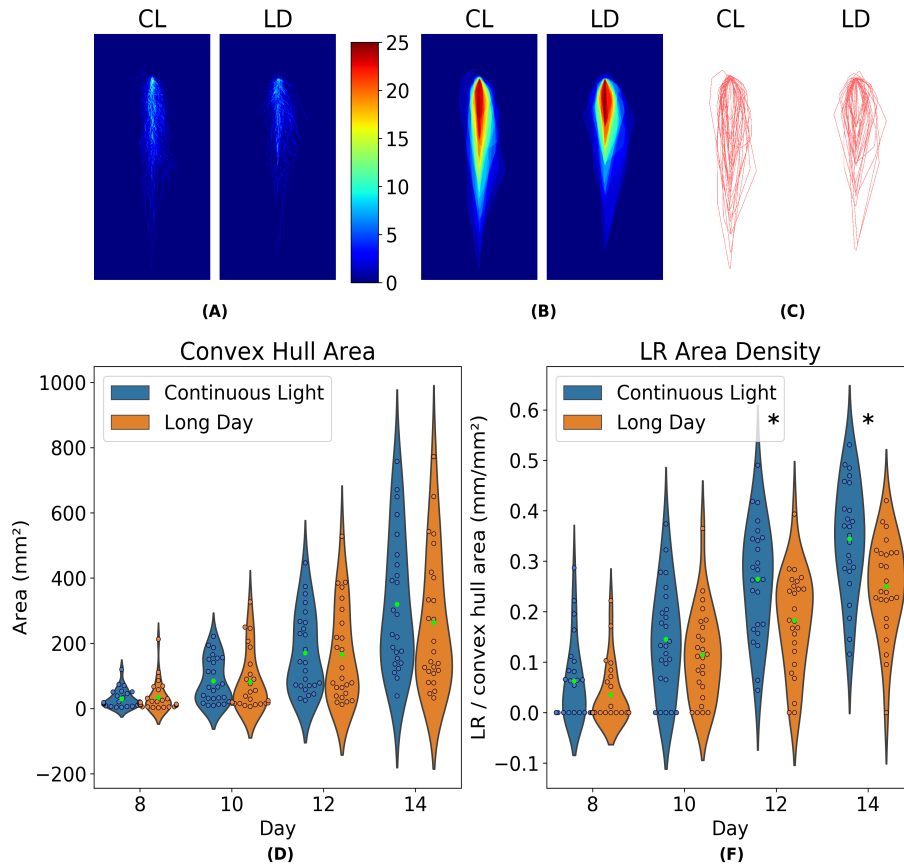 CL LD CL LD CL LD
25
20
15
10
5
0
(A) (B) (C)
Convex Hull Area
Continuous Light
Long Day
Area (mm²)
1000
800
600
400
200
0
−200
8 10 12 14
Day
(D)
LR Area Density
Continuous Light
Long Day
* *
LR / convex hull area (mm/mm²)
0.6
0.5
0.4
0.3
0.2
0.1
0.0
−0.1
8 10 12 14
Day
(F)